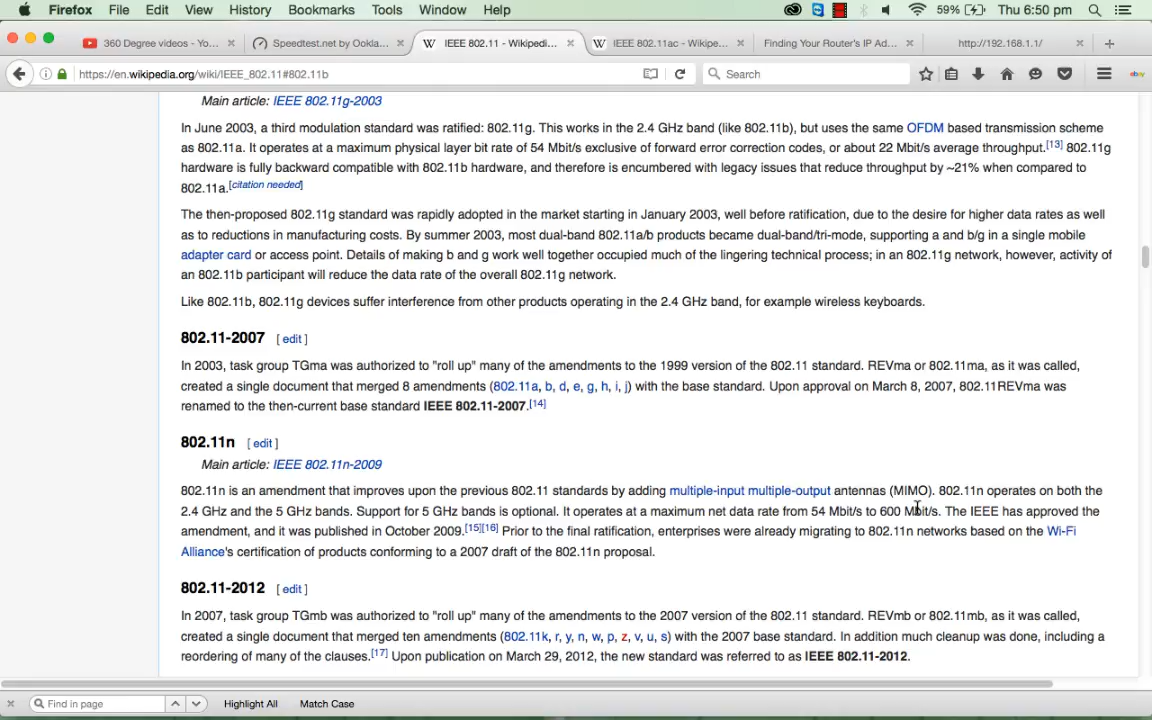 Firefox File Edit View History Bookmarks Tools Window Help 59% Thu 6:50 pm
360 Degree videos - Yo... × Speedtest.net by Ookla... × IEEE 802.11 - Wikipedi... × IEEE 802.11ac - Wikipe... × Finding Your Router's IP Ad... × http://192.168.1.1/ × +
https://en.wikipedia.org/wiki/IEEE_802.11#802.11b Search ebay
Main article: IEEE 802.11g-2003
In June 2003, a third modulation standard was ratified: 802.11g. This works in the 2.4 GHz band (like 802.11b), but uses the same OFDM based transmission scheme
as 802.11a. It operates at a maximum physical layer bit rate of 54 Mbit/s exclusive of forward error correction codes, or about 22 Mbit/s average throughput.[13] 802.11g
hardware is fully backward compatible with 802.11b hardware, and therefore is encumbered with legacy issues that reduce throughput by ~21% when compared to
802.11a.[citation needed]
The then-proposed 802.11g standard was rapidly adopted in the market starting in January 2003, well before ratification, due to the desire for higher data rates as well
as to reductions in manufacturing costs. By summer 2003, most dual-band 802.11a/b products became dual-band/tri-mode, supporting a and b/g in a single mobile
adapter card or access point. Details of making b and g work well together occupied much of the lingering technical process; in an 802.11g network, however, activity of
an 802.11b participant will reduce the data rate of the overall 802.11g network.
Like 802.11b, 802.11g devices suffer interference from other products operating in the 2.4 GHz band, for example wireless keyboards.
802.11-2007 [ edit ]
In 2003, task group TGma was authorized to "roll up" many of the amendments to the 1999 version of the 802.11 standard. REVma or 802.11ma, as it was called,
created a single document that merged 8 amendments (802.11a, b, d, e, g, h, i, j) with the base standard. Upon approval on March 8, 2007, 802.11REVma was
renamed to the then-current base standard IEEE 802.11-2007.[14]
802.11n [ edit ]
Main article: IEEE 802.11n-2009
802.11n is an amendment that improves upon the previous 802.11 standards by adding multiple-input multiple-output antennas (MIMO). 802.11n operates on both the
2.4 GHz and the 5 GHz bands. Support for 5 GHz bands is optional. It operates at a maximum net data rate from 54 Mbit/s to 600 Mbit/s. The IEEE has approved the
amendment, and it was published in October 2009.[15][16] Prior to the final ratification, enterprises were already migrating to 802.11n networks based on the Wi-Fi
Alliance's certification of products conforming to a 2007 draft of the 802.11n proposal.
802.11-2012 [ edit ]
In 2007, task group TGmb was authorized to "roll up" many of the amendments to the 2007 version of the 802.11 standard. REVmb or 802.11mb, as it was called,
created a single document that merged ten amendments (802.11k, r, y, n, w, p, z, v, u, s) with the 2007 base standard. In addition much cleanup was done, including a
reordering of many of the clauses.[17] Upon publication on March 29, 2012, the new standard was referred to as IEEE 802.11-2012.
× Find in page Highlight All Match Case